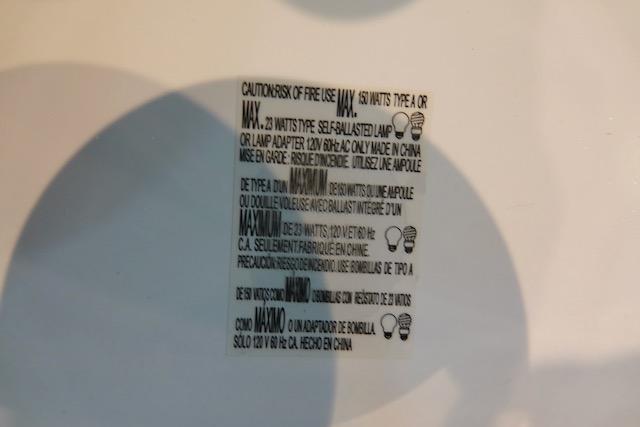 CAUTION:RISK OF FIRE USE MAX. 150 WATTS TYPE A OR
MAX. 23 WATTS TYPE SELF-BALLASTED LAMP
OR LAMP ADAPTER 120V 60Hz AC ONLY MADE IN CHINA
MISE EN GARDE: RISQUE D'INCENDIE. UTILISEZ UNE AMPOULE
DE TYPE A D'UN MAXIMUM DE 150 WATTS OU UNE AMPOULE
OU DOUILLE VOLEUSE AVEC BALLAST INTÉGRÉ D'UN
MAXIMUM DE 23 WATTS, 120 V ET 60 Hz
C.A. SEULEMENT.FABRIQUÉ EN CHINE.
PRECAUCIÓN:RIESGO DE INCENDIO. USE BOMBILLAS DE TIPO A
DE 150 VATIOS COMO MÁXIMO O BOMBILLAS CON REÓSTATO DE 23 VATIOS
COMO MÁXIMO O UN ADAPTADOR DE BOMBILLA.
SÓLO 120 V 60 Hz CA. HECHO EN CHINA